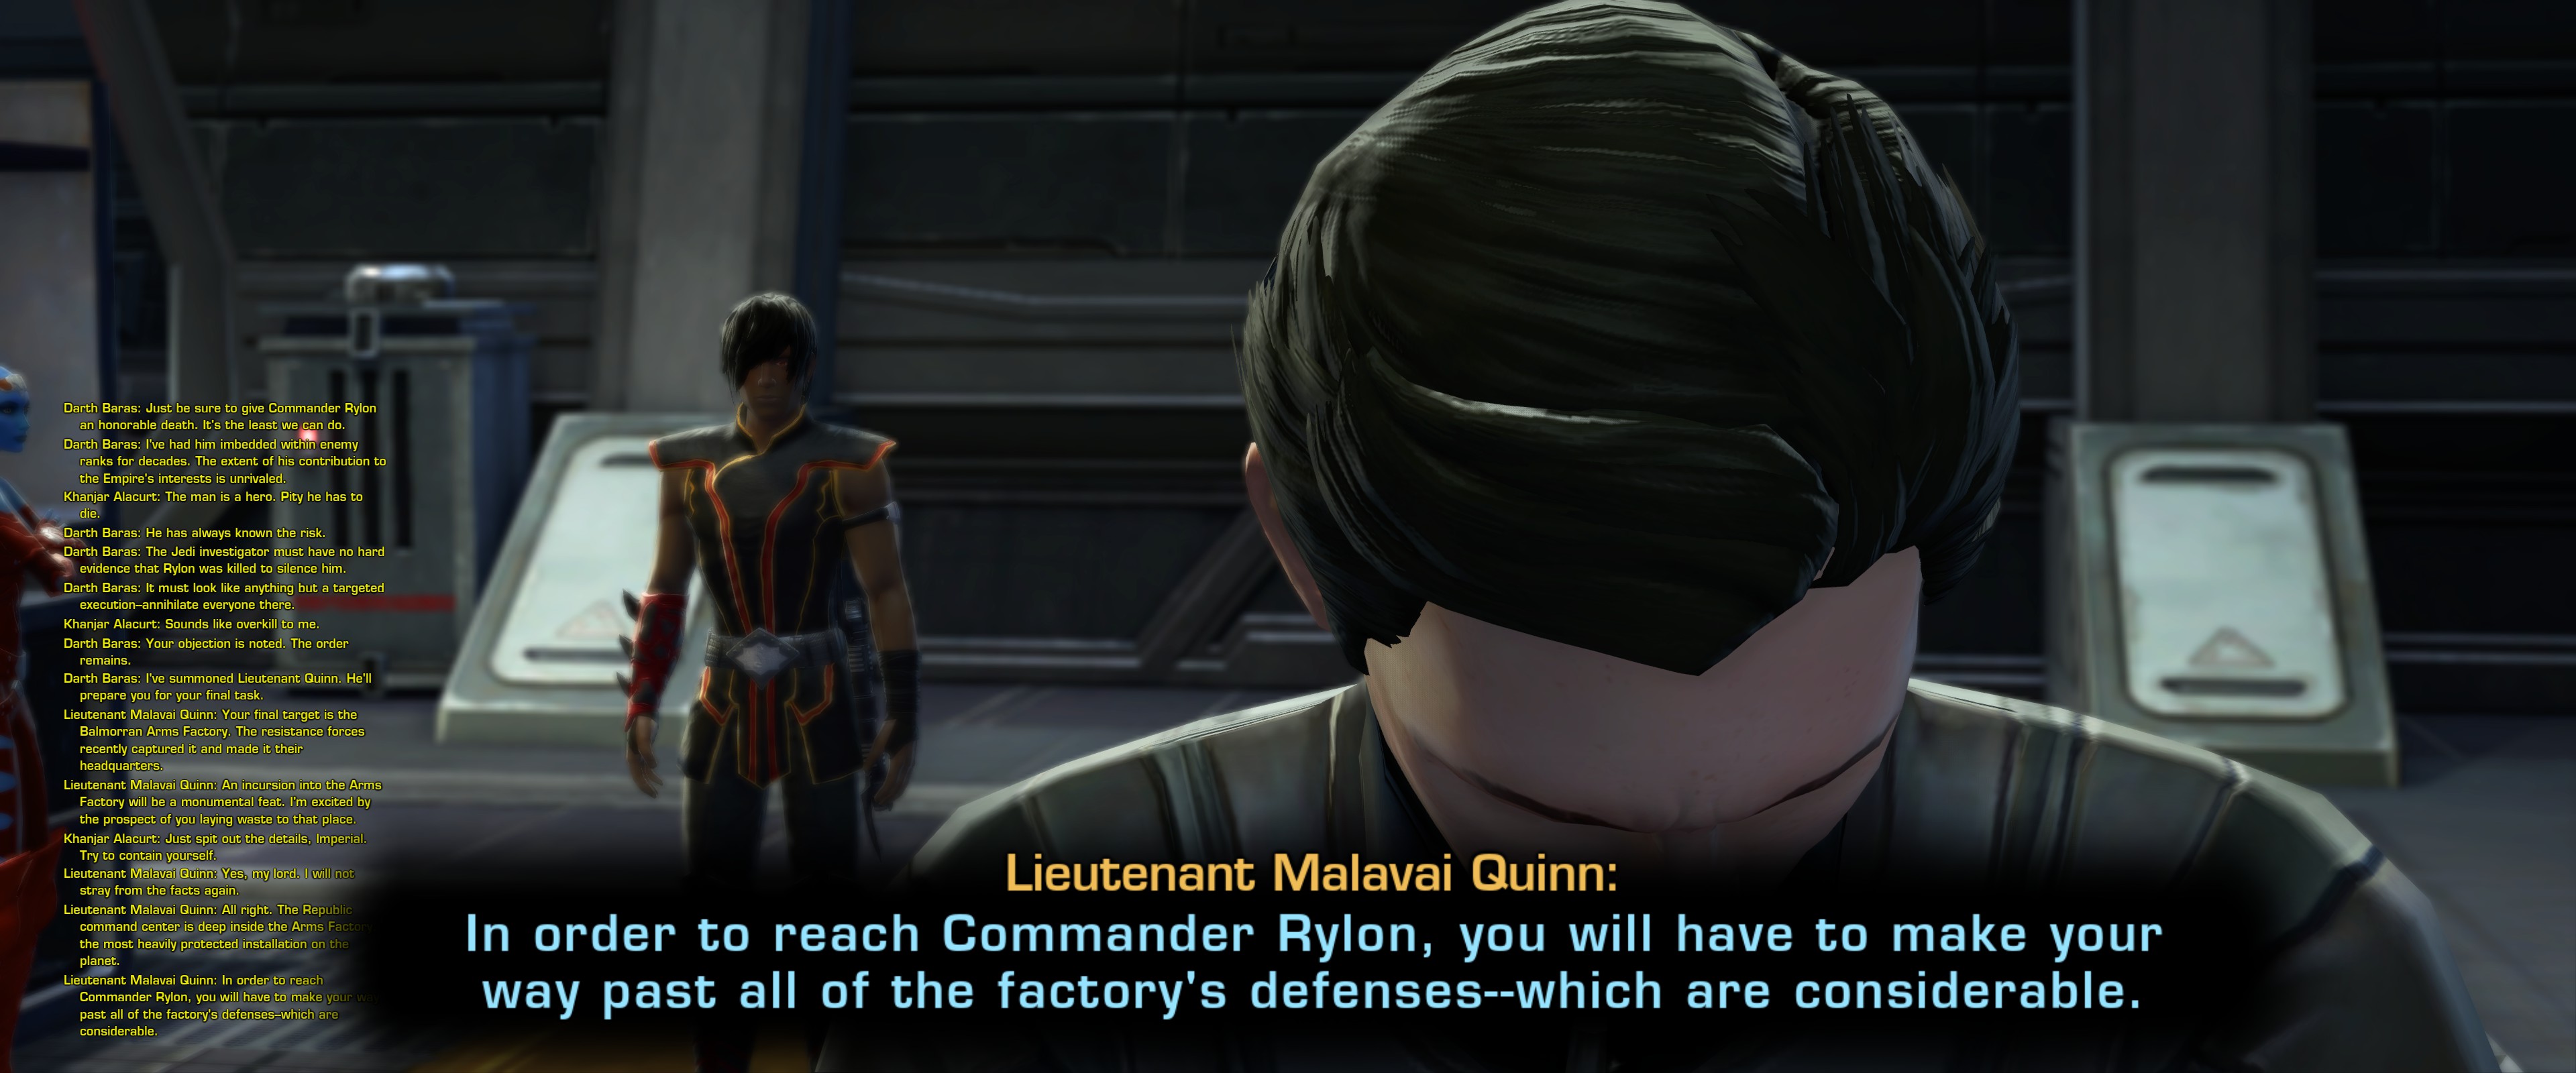 Darth Baras: Just be sure to give Commander Rylon
an honorable death. It's the least we can do.
Darth Baras: I've had him imbedded within enemy
ranks for decades. The extent of his contribution to
the Empire's interests is unrivaled.
Khanjar Alacurt: The man is a hero. Pity he has to
die.
Darth Baras: He has always known the risk.
Darth Baras: The Jedi investigator must have no hard
evidence that Rylon was killed to silence him.
Darth Baras: It must look like anything but a targeted
execution--annihilate everyone there.
Khanjar Alacurt: Sounds like overkill to me.
Darth Baras: Your objection is noted. The order
remains.
Darth Baras: I've summoned Lieutenant Quinn. He'll
prepare you for your final task.
Lieutenant Malavai Quinn: Your final target is the
Balmorran Arms Factory. The resistance forces
recently captured it and made it their
headquarters.
Lieutenant Malavai Quinn: An incursion into the Arms
Factory will be a monumental feat. I'm excited by
the prospect of you laying waste to that place.
Khanjar Alacurt: Just spit out the details, Imperial.
Try to contain yourself.
Lieutenant Malavai Quinn: Yes, my lord. I will not
stray from the facts again.
Lieutenant Malavai Quinn: All right. The Republic
command center is deep inside the Arms Factory
the most heavily protected installation on the
planet.
Lieutenant Malavai Quinn: In order to reach
Commander Rylon, you will have to make your way
past all of the factory's defenses--which are
considerable.
Lieutenant Malavai Quinn:
In order to reach Commander Rylon, you will have to make your
way past all of the factory's defenses--which are considerable.